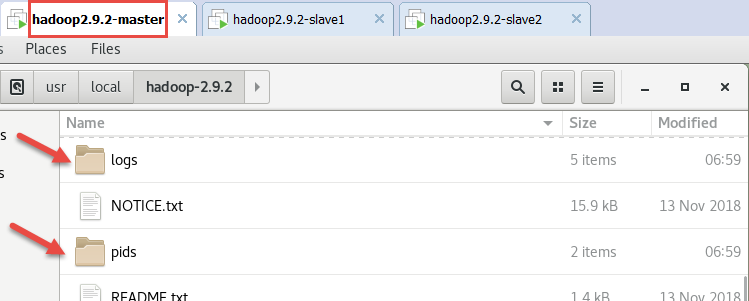 hadoop2.9.2-master hadoop2.9.2-slave1 hadoop2.9.2-slave2
Places Files
usr local hadoop-2.9.2
Name Size Modified
logs 5 items 06:59
NOTICE.txt 15.9 kB 13 Nov 2018
pids 2 items 06:59
README.txt 1.4 kB 13 Nov 2018